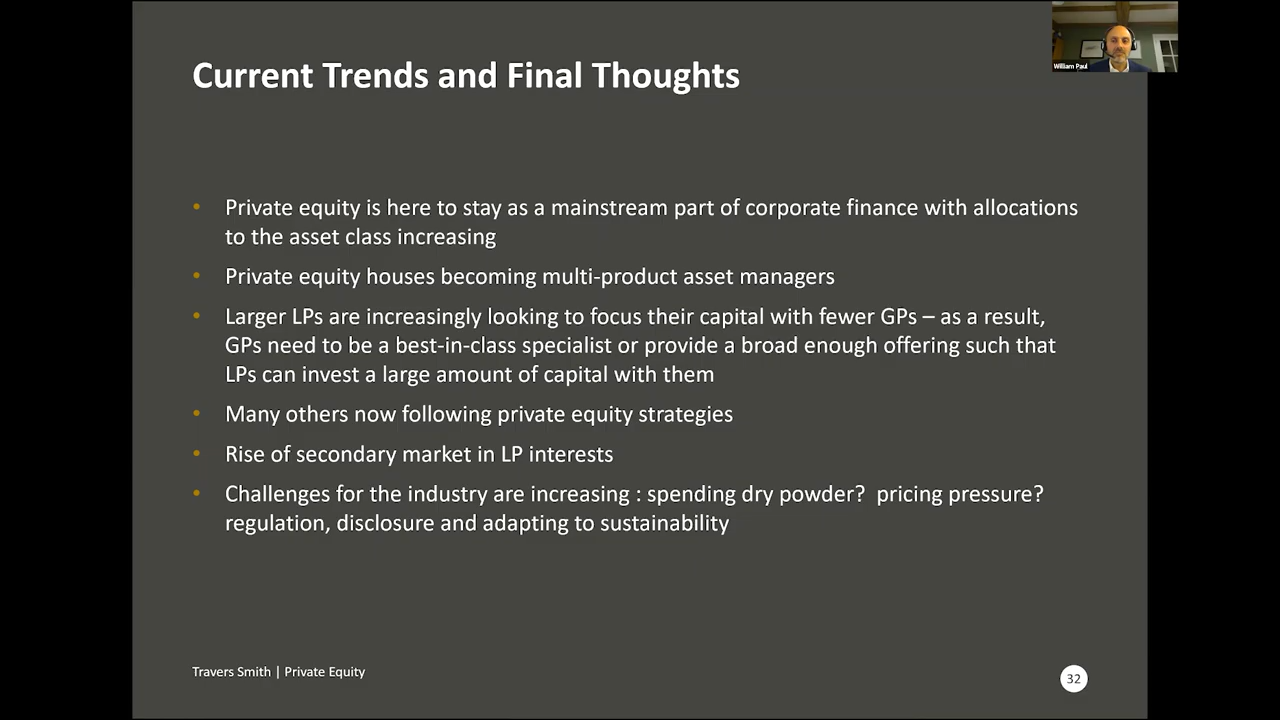 William Paul
Current Trends and Final Thoughts
• Private equity is here to stay as a mainstream part of corporate finance with allocations
to the asset class increasing
• Private equity houses becoming multi-product asset managers
• Larger LPs are increasingly looking to focus their capital with fewer GPs – as a result,
GPs need to be a best-in-class specialist or provide a broad enough offering such that
LPs can invest a large amount of capital with them
• Many others now following private equity strategies
• Rise of secondary market in LP interests
• Challenges for the industry are increasing : spending dry powder?  pricing pressure?
regulation, disclosure and adapting to sustainability
Travers Smith | Private Equity
32